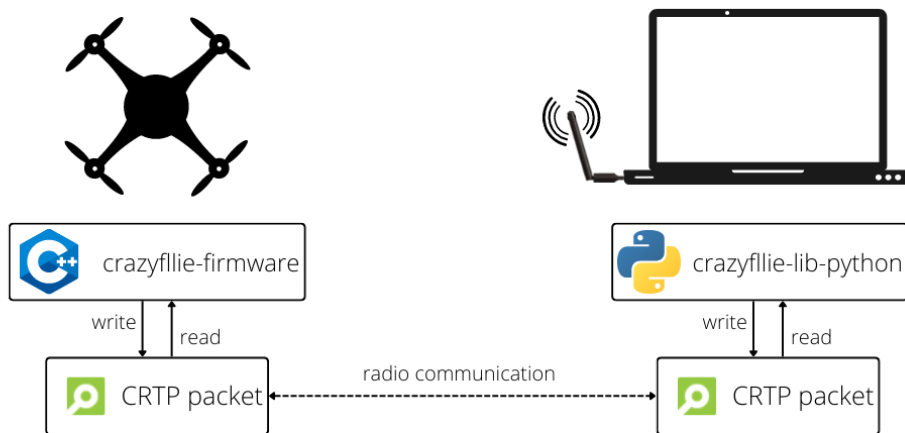 C++
crazyfllie-firmware
crazyfllie-lib-python
write
read
write
read
radio communication
CRTP packet
CRTP packet